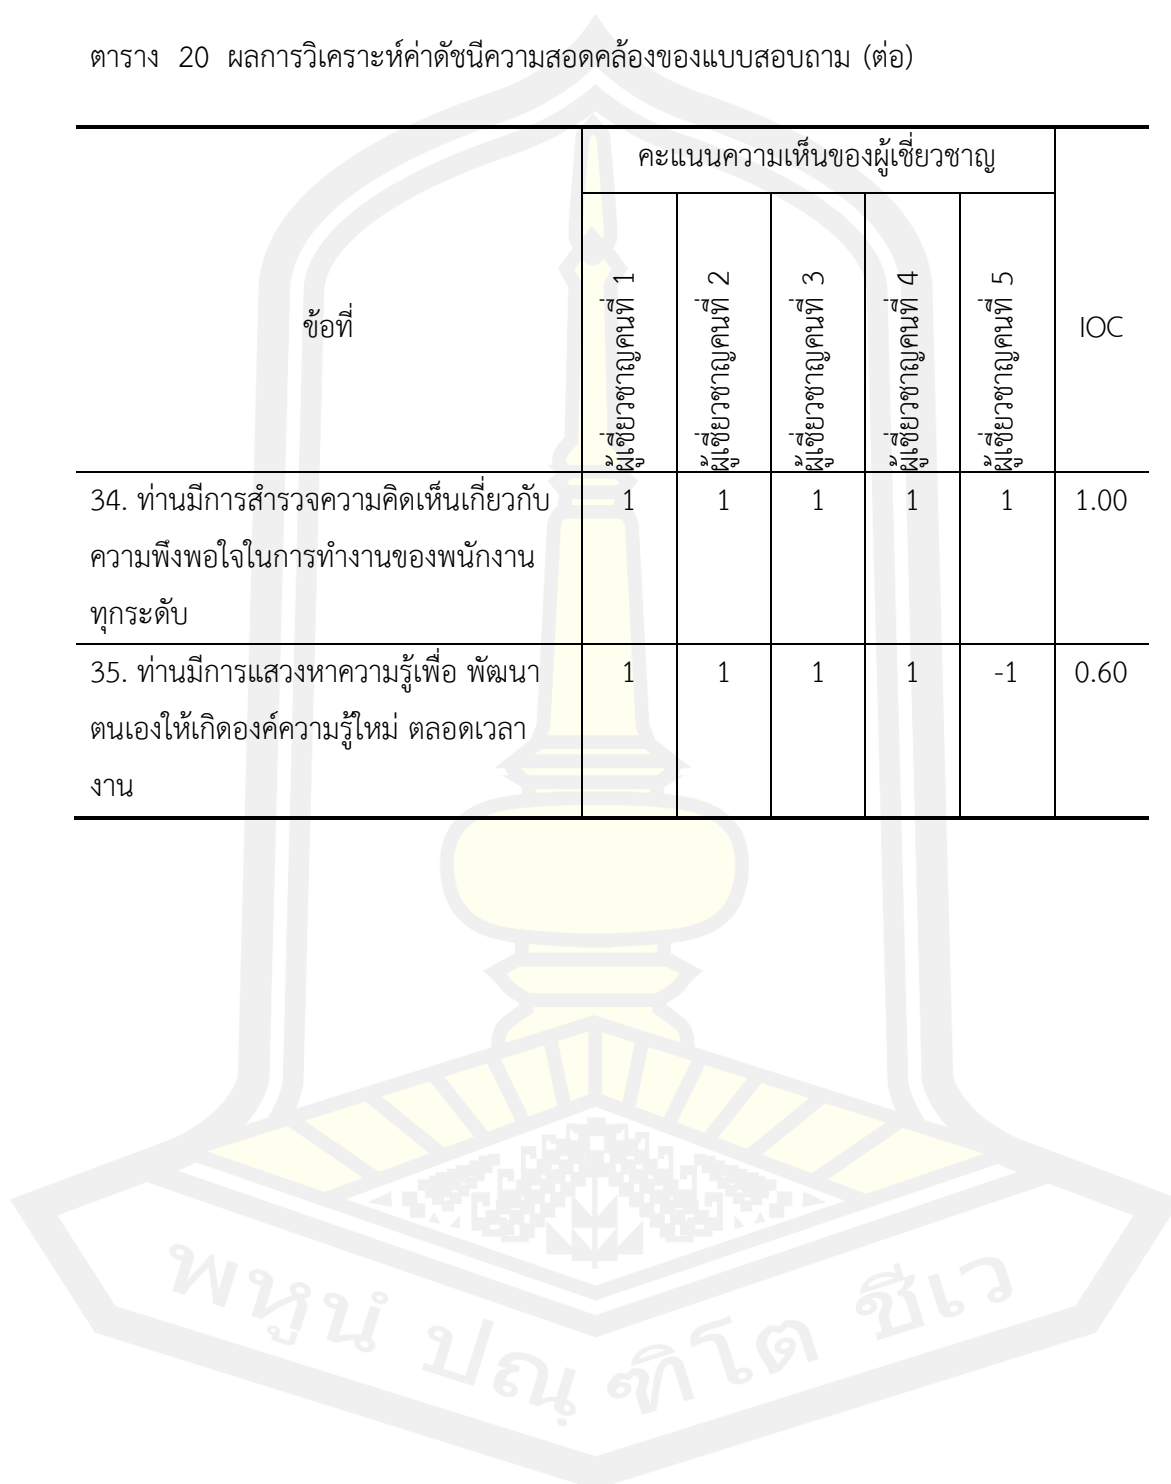 ตาราง 20 ผลการวิเคราะห์ค่าดัชนีความสอดคล้องของแบบสอบถาม (ต่อ)
ข้อที่
คะแนนความเห็นของผู้เชี่ยวชาญ
ผู้เชี่ยวชาญคนที่ 1
ผู้เชี่ยวชาญคนที่ 2
ผู้เชี่ยวชาญคนที่ 3
ผู้เชี่ยวชาญคนที่ 4
ผู้เชี่ยวชาญคนที่ 5
IOC
34. ท่านมีการสำรวจความคิดเห็นเกี่ยวกับ 1 1 1 1 1 1.00
ความพึงพอใจในการทำงานของพนักงาน
ทุกระดับ
35. ท่านมีการแสวงหาความรู้เพื่อ พัฒนา 1 1 1 1 -1 0.60
ตนเองให้เกิดองค์ความรู้ใหม่ ตลอดเวลา
งาน
พหูนํ ปณฺฑิโต ชีเว